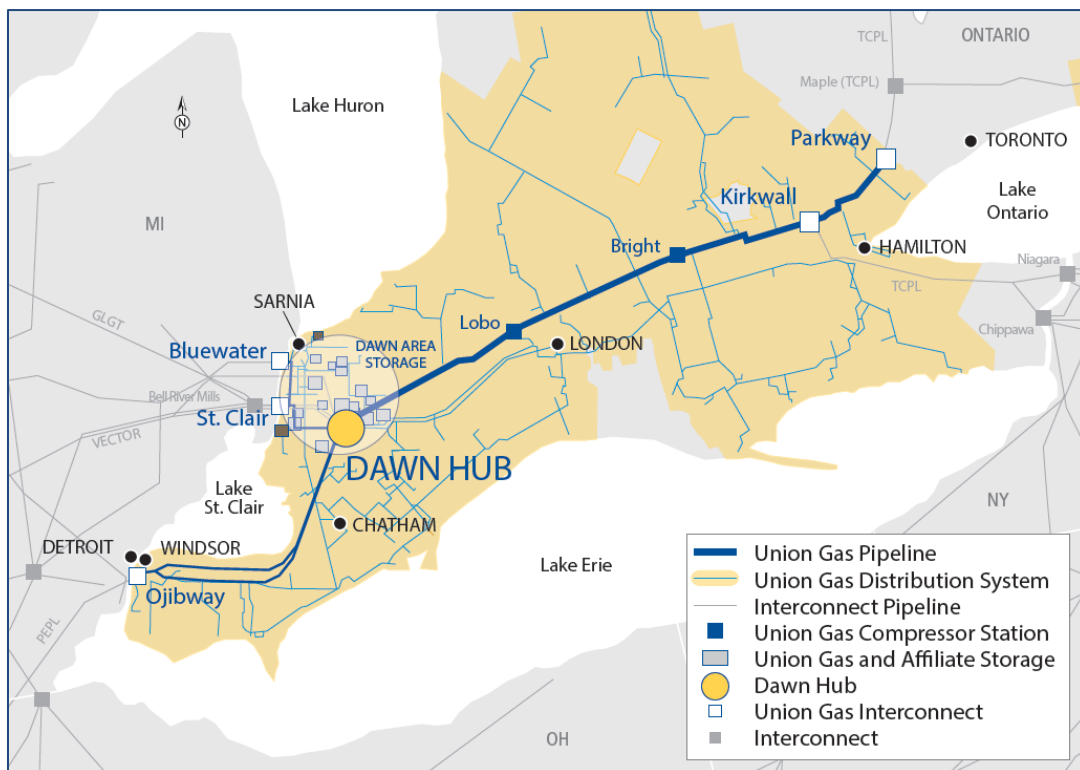 TCPL
ONTARIO
Maple (TCPL)
Lake Huron
Parkway
TORONTO
Lake
Ontario
Kirkwall
MI
Bright
HAMILTON
Niagara
TCPL
SARNIA
GLGT
Lobo
Chippawa
Bluewater
DAWN AREA
STORAGE
LONDON
Bell River Mills
St. Clair
VECTOR
DAWN HUB
Lake
St. Clair
NY
CHATHAM
DETROIT
WINDSOR
Lake Erie
Ojibway
PEPL
OH
N
Union Gas Pipeline
Union Gas Distribution System
Interconnect Pipeline
Union Gas Compressor Station
Union Gas and Affiliate Storage
Dawn Hub
Union Gas Interconnect
Interconnect